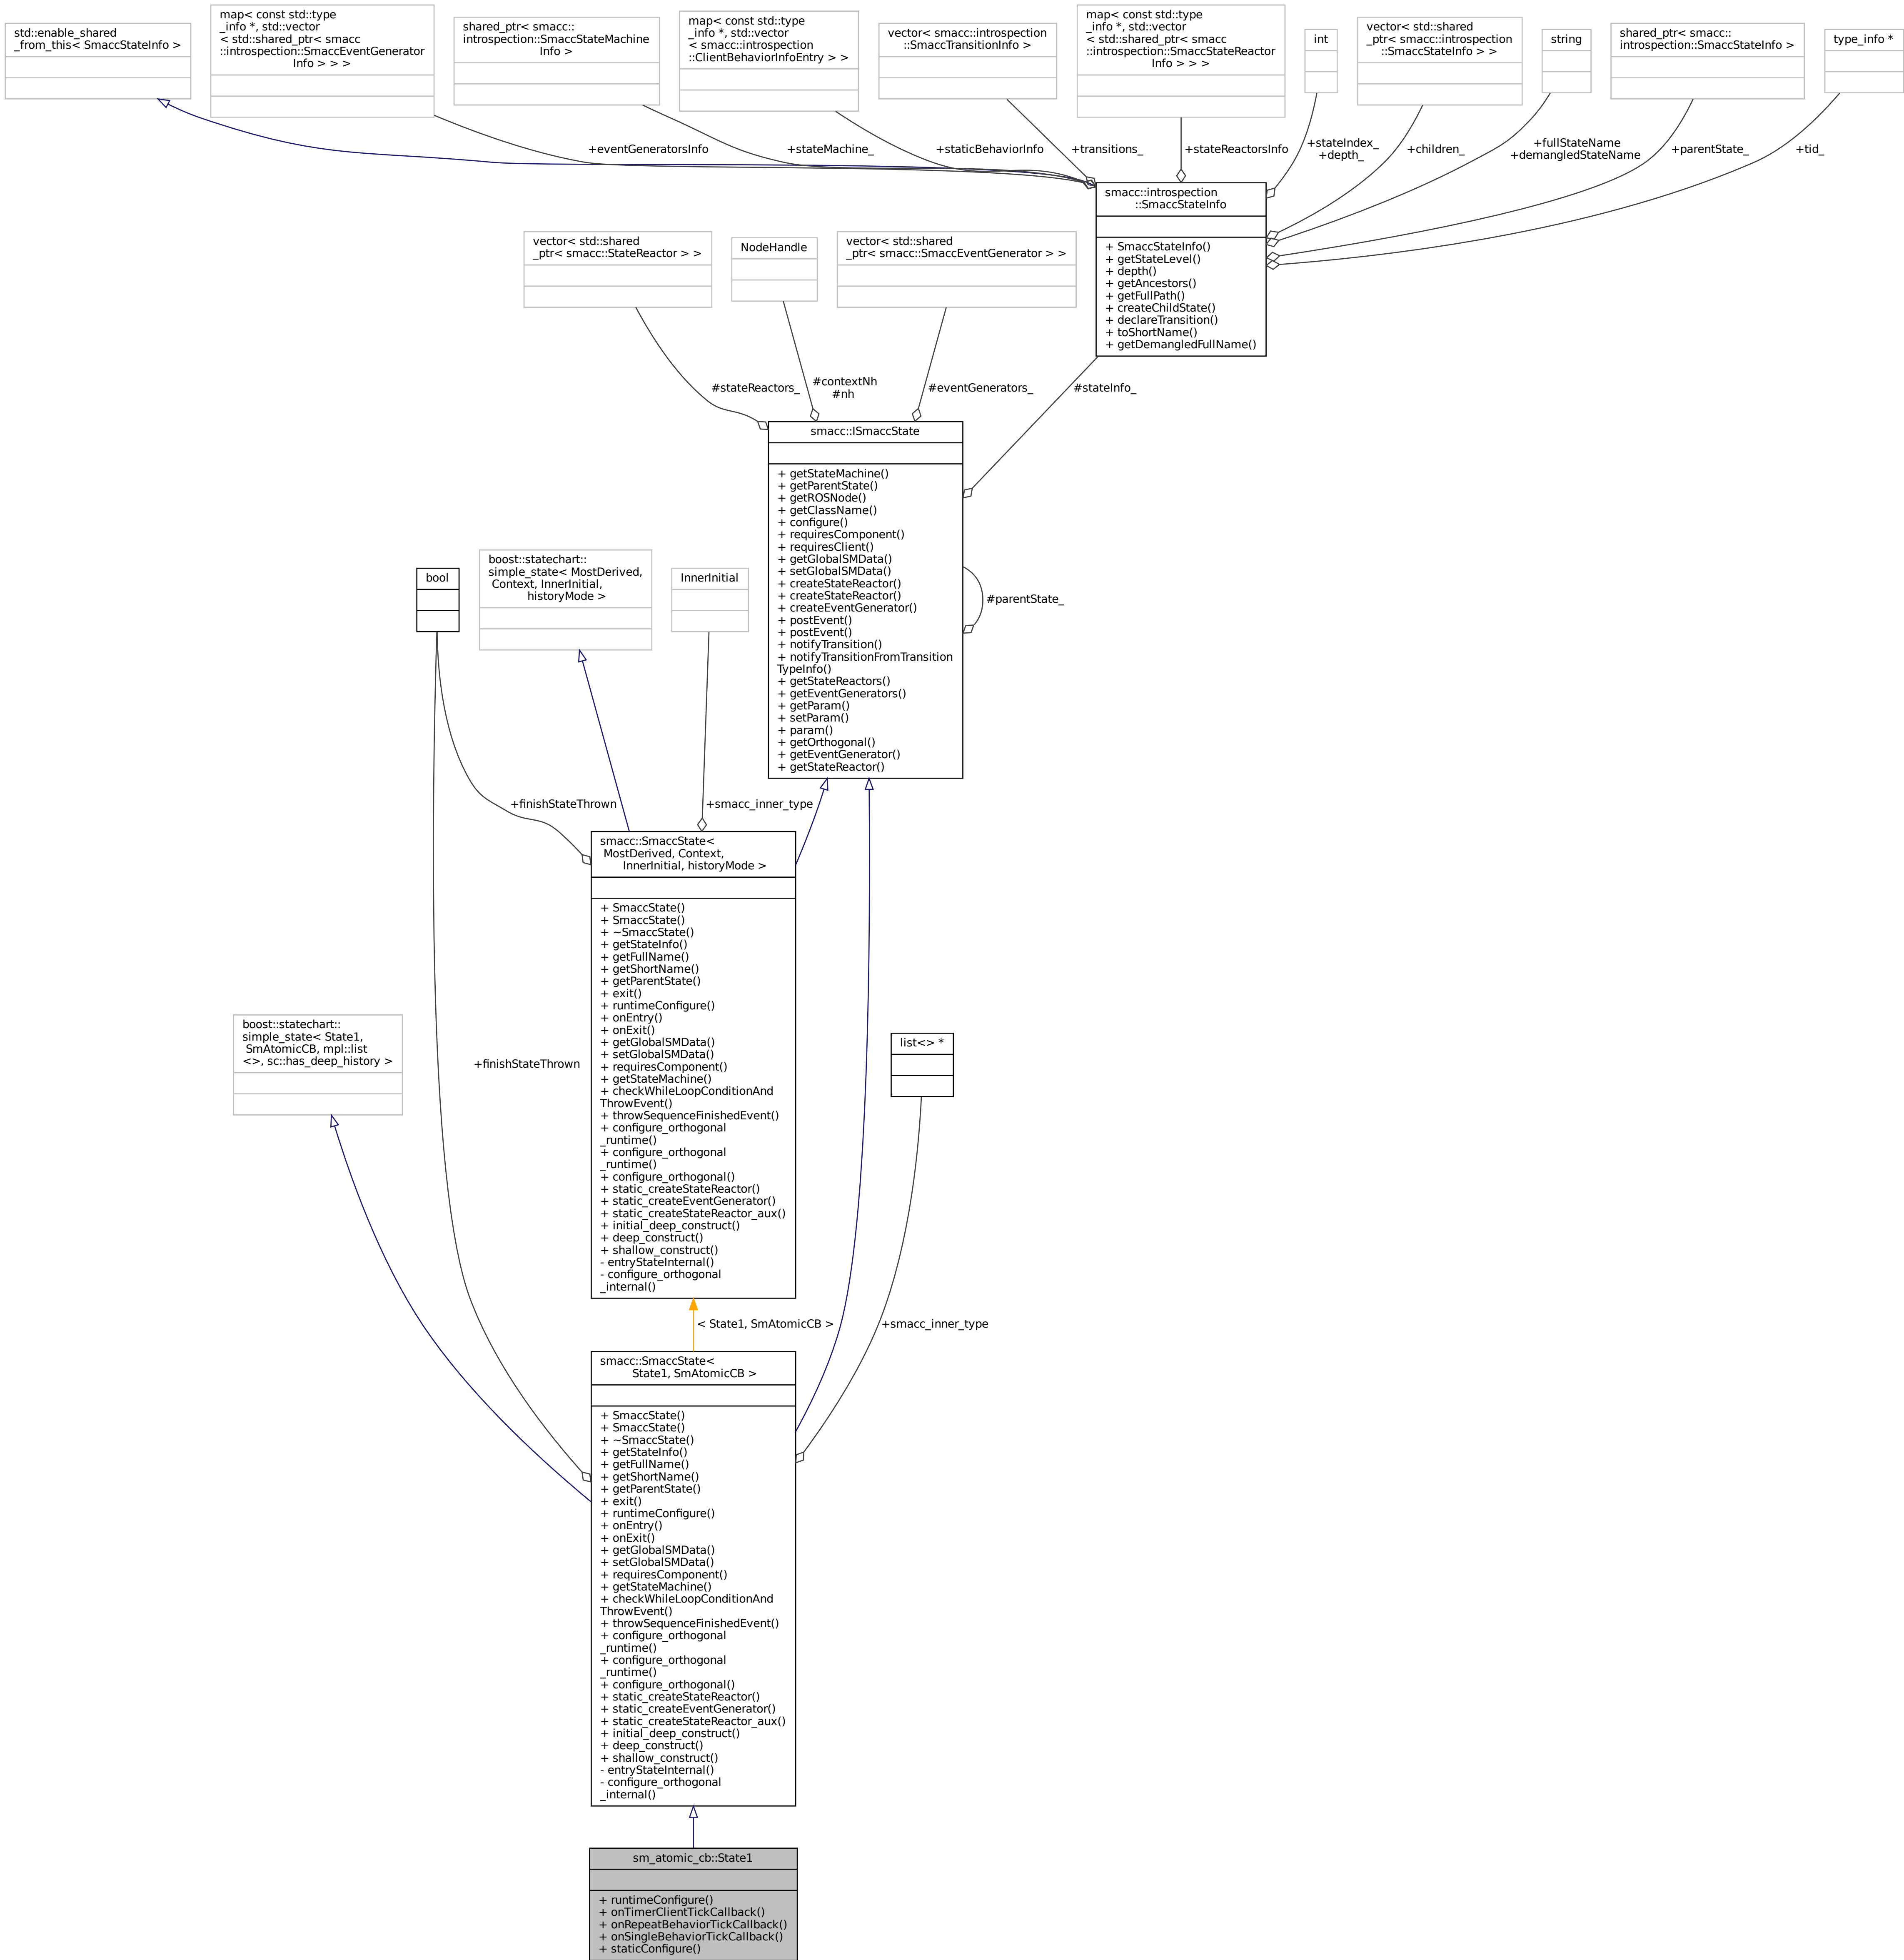 std::enable_shared
_from_this< SmaccStateInfo >
map< const std::type
_info *, std::vector
< std::shared_ptr< smacc
::introspection::SmaccEventGenerator
Info > > >
shared_ptr< smacc::
introspection::SmaccStateMachine
Info >
map< const std::type
_info *, std::vector
< smacc::introspection
::ClientBehaviorInfoEntry > >
vector< smacc::introspection
::SmaccTransitionInfo >
map< const std::type
_info *, std::vector
< std::shared_ptr< smacc
::introspection::SmaccStateReactor
Info > > >
int
vector< std::shared
_ptr< smacc::introspection
::SmaccStateInfo > >
string
shared_ptr< smacc::
introspection::SmaccStateInfo >
type_info *
+eventGeneratorsInfo
+stateMachine_
+staticBehaviorInfo
+transitions_
+stateReactorsInfo
+stateIndex_
+depth_
+children_
+fullStateName
+demangledStateName
+parentState_
+tid_
smacc::introspection
::SmaccStateInfo
+ SmaccStateInfo()
+ getStateLevel()
+ depth()
+ getAncestors()
+ getFullPath()
+ createChildState()
+ declareTransition()
+ toShortName()
+ getDemangledFullName()
vector< std::shared
_ptr< smacc::StateReactor > >
NodeHandle
vector< std::shared
_ptr< smacc::SmaccEventGenerator > >
#stateReactors_
#contextNh
#nh
#eventGenerators_
#stateInfo_
smacc::ISmaccState
+ getStateMachine()
+ getParentState()
+ getROSNode()
+ getClassName()
+ configure()
+ requiresComponent()
+ requiresClient()
+ getGlobalSMData()
+ setGlobalSMData()
+ createStateReactor()
+ createStateReactor()
+ createEventGenerator()
+ postEvent()
+ postEvent()
+ notifyTransition()
+ notifyTransitionFromTransition
TypeInfo()
+ getStateReactors()
+ getEventGenerators()
+ getParam()
+ setParam()
+ param()
+ getOrthogonal()
+ getEventGenerator()
+ getStateReactor()
#parentState_
bool
boost::statechart::
simple_state< MostDerived,
Context, InnerInitial,
historyMode >
InnerInitial
+finishStateThrown
+smacc_inner_type
smacc::SmaccState<
MostDerived, Context,
InnerInitial, historyMode >
+ SmaccState()
+ SmaccState()
+ ~SmaccState()
+ getStateInfo()
+ getFullName()
+ getShortName()
+ getParentState()
+ exit()
+ runtimeConfigure()
+ onEntry()
+ onExit()
+ getGlobalSMData()
+ setGlobalSMData()
+ requiresComponent()
+ getStateMachine()
+ checkWhileLoopConditionAnd
ThrowEvent()
+ throwSequenceFinishedEvent()
+ configure_orthogonal
_runtime()
+ configure_orthogonal
_runtime()
+ configure_orthogonal()
+ static_createStateReactor()
+ static_createEventGenerator()
+ static_createStateReactor_aux()
+ initial_deep_construct()
+ deep_construct()
+ shallow_construct()
- entryStateInternal()
- configure_orthogonal
_internal()
boost::statechart::
simple_state< State1,
SmAtomicCB, mpl::list
<>, sc::has_deep_history >
+finishStateThrown
list<> *
< State1, SmAtomicCB >
+smacc_inner_type
smacc::SmaccState<
State1, SmAtomicCB >
+ SmaccState()
+ SmaccState()
+ ~SmaccState()
+ getStateInfo()
+ getFullName()
+ getShortName()
+ getParentState()
+ exit()
+ runtimeConfigure()
+ onEntry()
+ onExit()
+ getGlobalSMData()
+ setGlobalSMData()
+ requiresComponent()
+ getStateMachine()
+ checkWhileLoopConditionAnd
ThrowEvent()
+ throwSequenceFinishedEvent()
+ configure_orthogonal
_runtime()
+ configure_orthogonal
_runtime()
+ configure_orthogonal()
+ static_createStateReactor()
+ static_createEventGenerator()
+ static_createStateReactor_aux()
+ initial_deep_construct()
+ deep_construct()
+ shallow_construct()
- entryStateInternal()
- configure_orthogonal
_internal()
sm_atomic_cb::State1
+ runtimeConfigure()
+ onTimerClientTickCallback()
+ onRepeatBehaviorTickCallback()
+ onSingleBehaviorTickCallback()
+ staticConfigure()